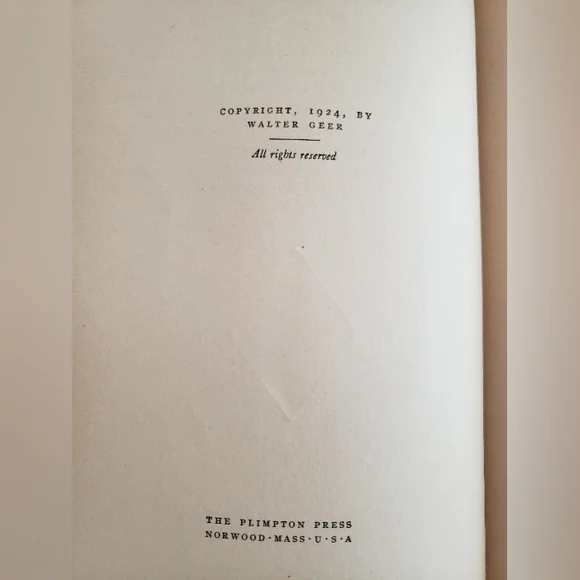 COPYRIGHT, 1924, BY
WALTER GEER
All rights reserved
THE PLIMPTON PRESS
NORWOOD·MASS·U·S·A